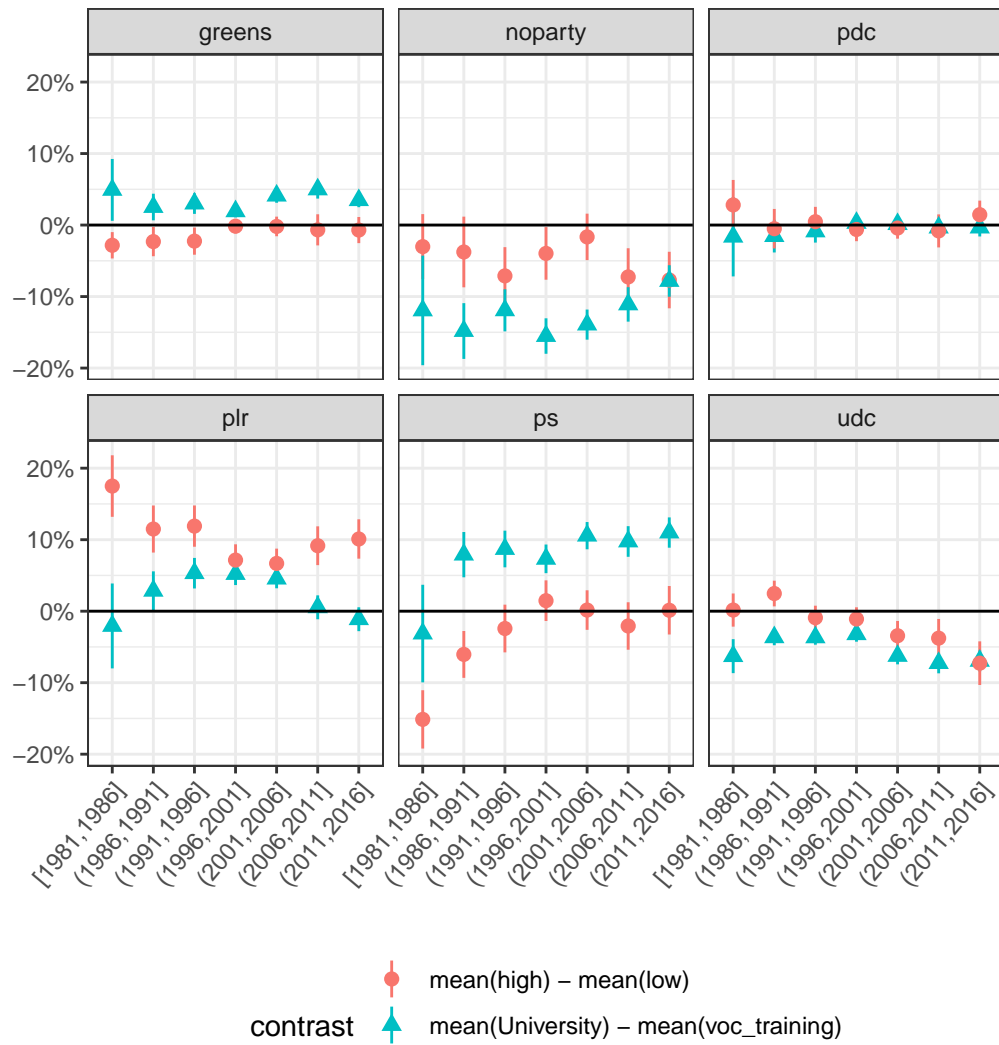 greens noparty pdc
20%
10%
0%
−10%
−20%
plr ps udc
20%
10%
0%
−10%
−20%
[1981,1986] (1986,1991] (1991,1996] (1996,2001] (2001,2006] (2006,2011] (2011,2016] [1981,1986] (1986,1991] (1991,1996] (1996,2001] (2001,2006] (2006,2011] (2011,2016] [1981,1986] (1986,1991] (1991,1996] (1996,2001] (2001,2006] (2006,2011] (2011,2016]
mean(high) − mean(low)
contrast mean(University) − mean(voc_training)